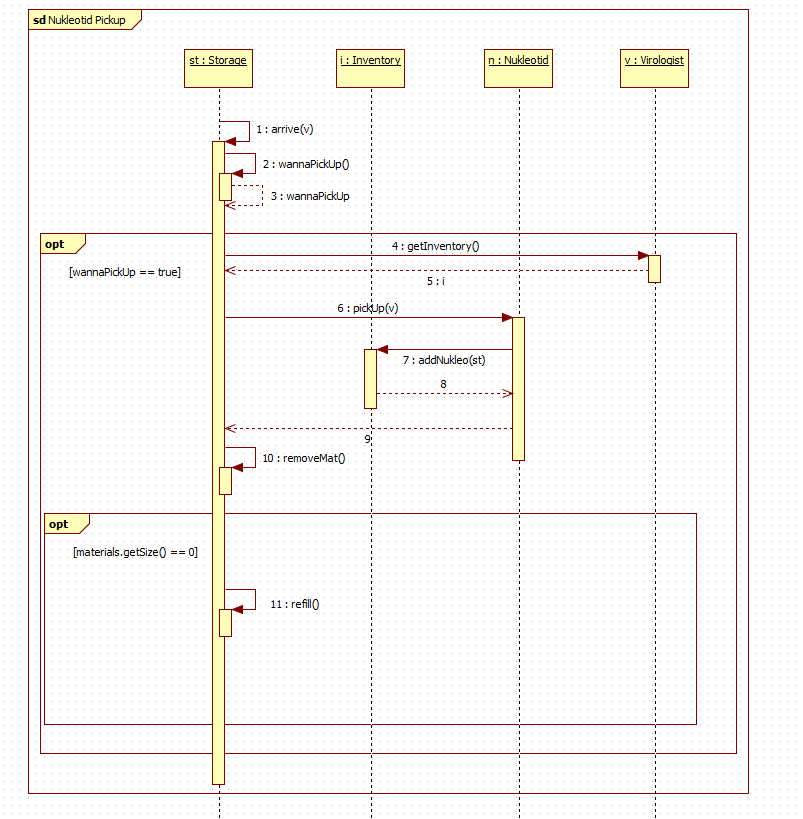 sd Nukleotid Pickup
st : Storage
i : Inventory
n : Nukleotid
v : Virologist
1 : arrive(v)
2 : wannaPickUp()
3 : wannaPickUp
opt
4 : getInventory()
[wannaPickUp == true]
5 : i
6 : pickUp(v)
7 : addNukleo(st)
8
9
10 : removeMat()
opt
[materials.getSize() == 0]
11 : refill()